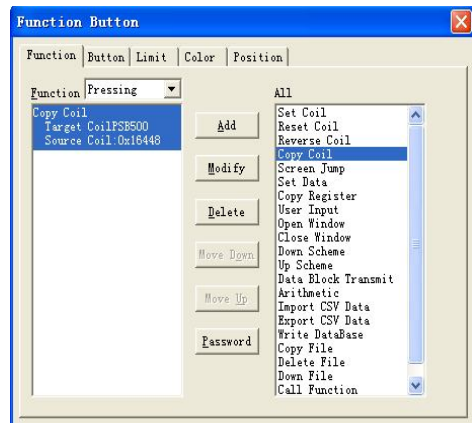 Function Button
Function Button Limit Color Position
Function Pressing
All
Copy Coil
Target CoilPSB500
Source Coil:0x16448
Add
Modify
Delete
Move Down
Move Up
Password
Set Coil
Reset Coil
Reverse Coil
Copy Coil
Screen Jump
Set Data
Copy Register
User Input
Open Window
Close Window
Down Scheme
Up Scheme
Data Block Transmit
Arithmetic
Import CSV Data
Export CSV Data
Write DataBase
Copy File
Delete File
Down File
Call Function